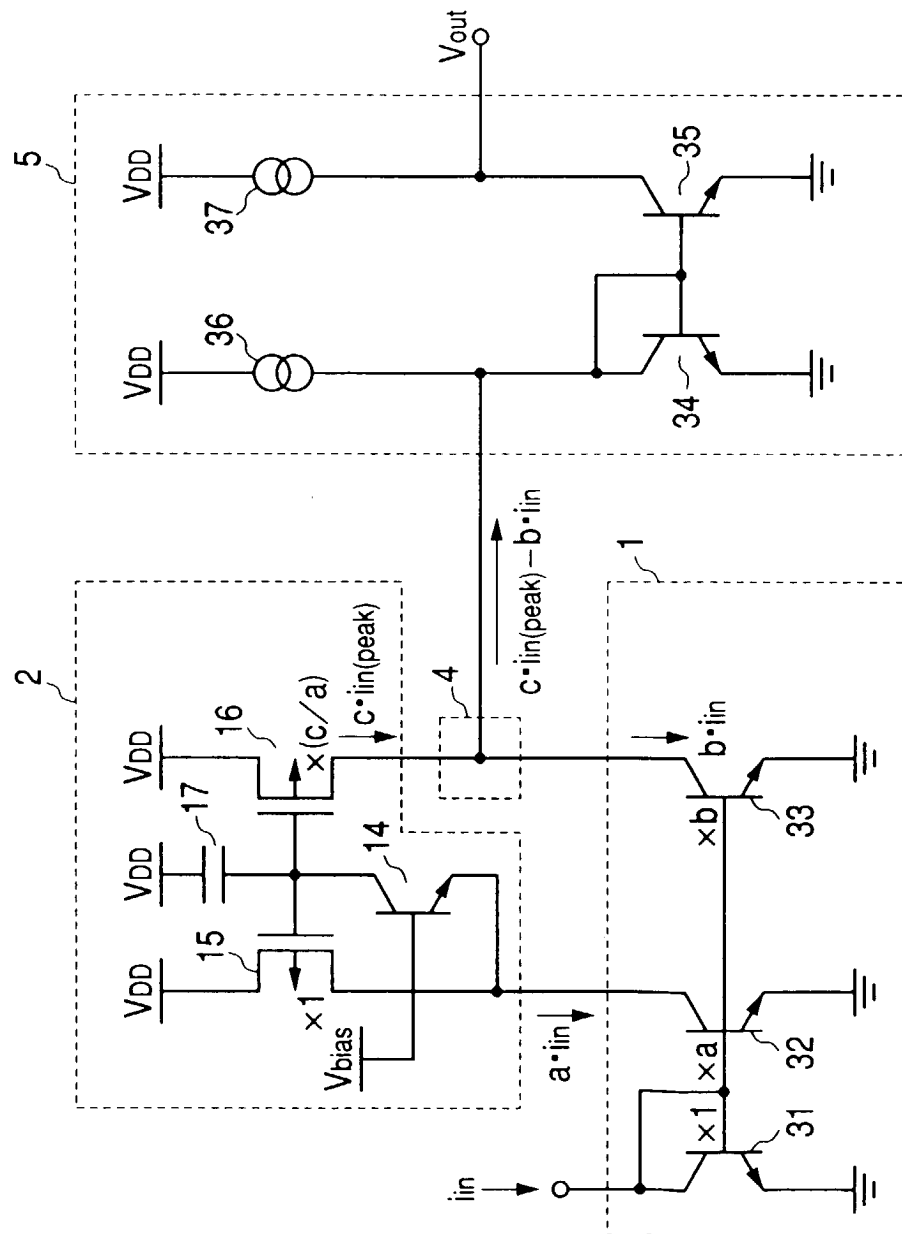 5
VDD
VDD
37
36
Vout
35
34
2
VDD
VDD
VDD
17
16
15
×1
×(c/a)
c•iin(peak)
14
Vbias
4
c•iin(peak)−b•iin
a•iin
b•iin
1
iin
×1
×a
×b
31
32
33